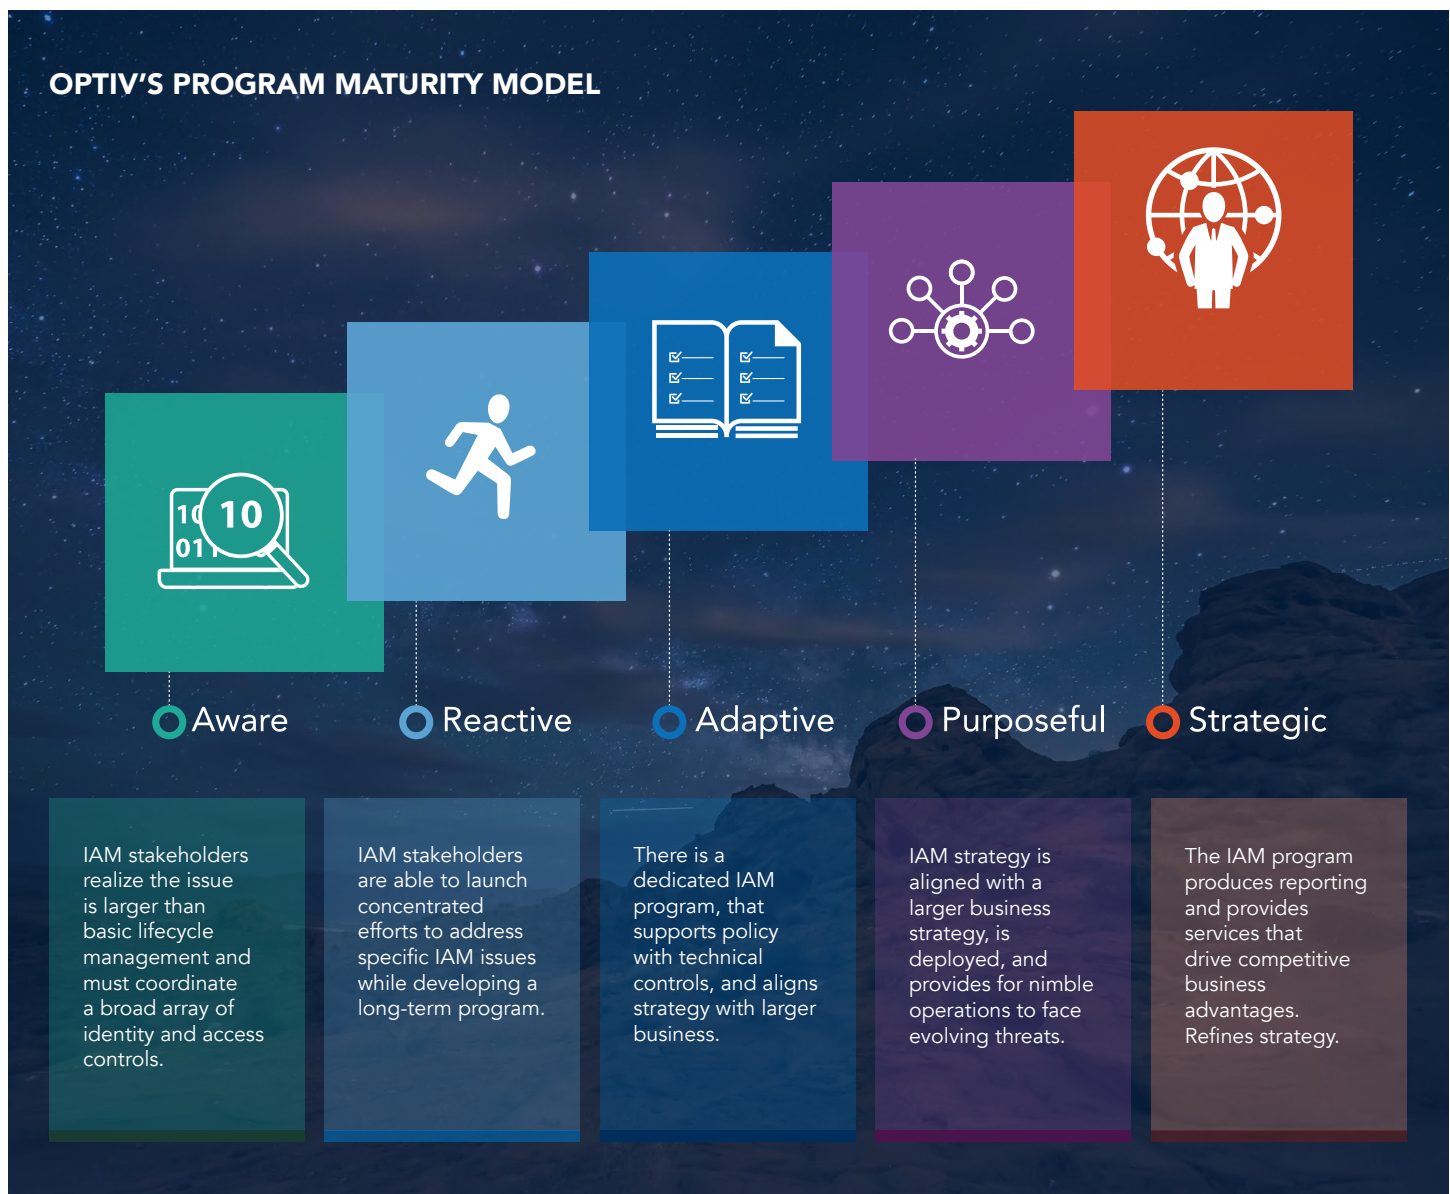 OPTIV’S PROGRAM MATURITY MODEL
10
10
011
Aware
Reactive
Adaptive
Purposeful
Strategic
IAM stakeholders
realize the issue
is larger than
basic lifecycle
management and
must coordinate
a broad array of
identity and access
controls.
IAM stakeholders
are able to launch
concentrated
efforts to address
specific IAM issues
while developing a
long-term program.
There is a
dedicated IAM
program, that
supports policy
with technical
controls, and aligns
strategy with larger
business.
IAM strategy is
aligned with a
larger business
strategy, is
deployed, and
provides for nimble
operations to face
evolving threats.
The IAM program
produces reporting
and provides
services that
drive competitive
business
advantages.
Refines strategy.